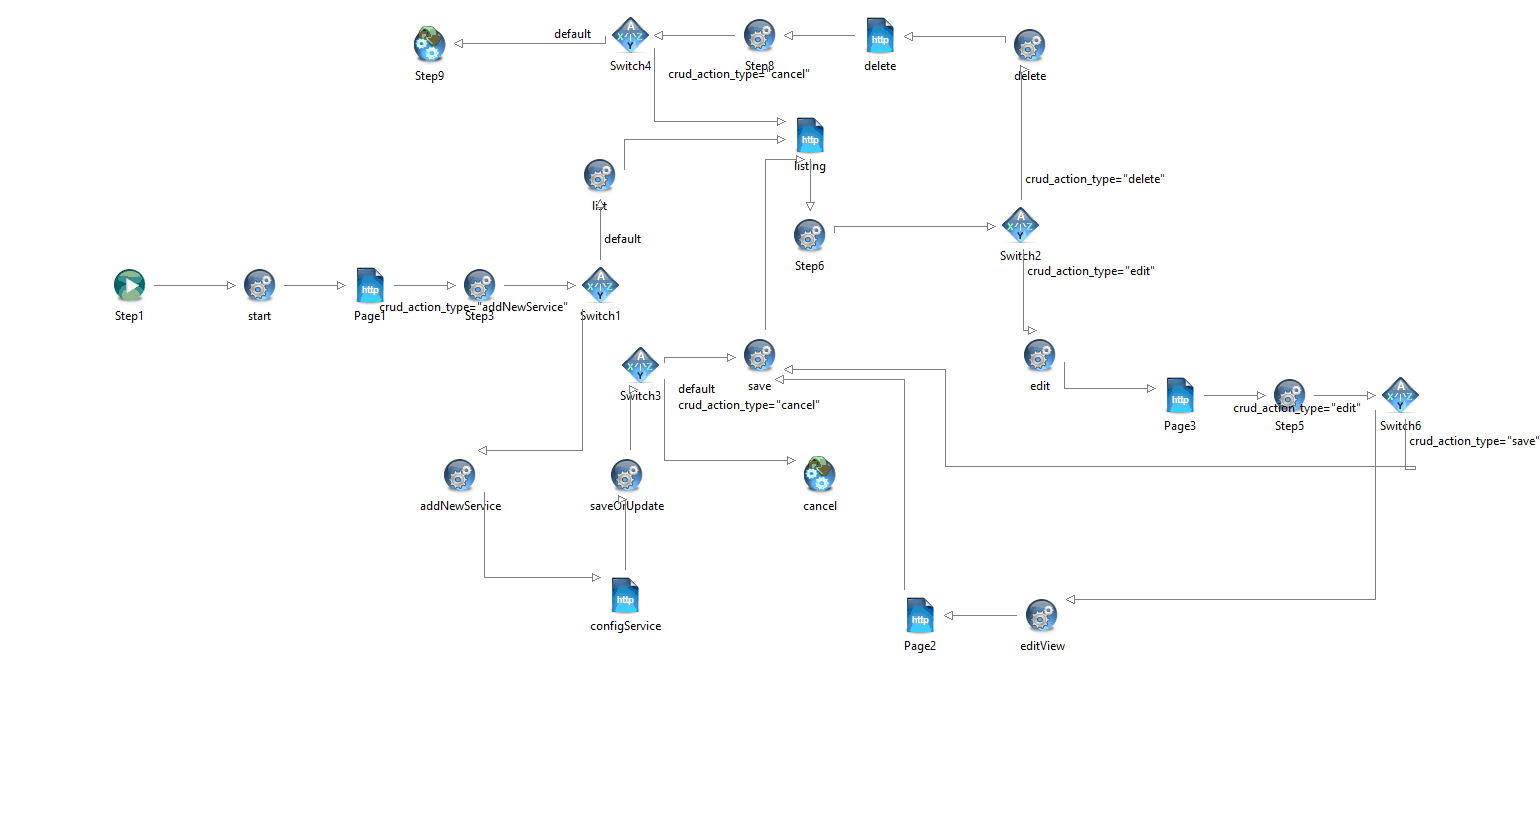 default
http
http
Step9
Switch4
Step8
delete
delete
crud_action_type="cancel"
http
listing
list
crud_action_type="delete"
default
Step6
Switch2
crud_action_type="edit"
http
Step1
start
Page1
crud_action_type="addNewService"
Step3
Switch1
Switch3
save
edit
default
crud_action_type="cancel"
http
Page3
crud_action_type="edit"
Step5
Switch6
crud_action_type="save"
addNewService
saveOrUpdate
cancel
http
configService
http
Page2
editView